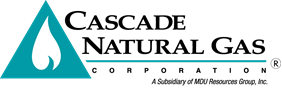 CASCADE
NATURAL GAS
CORPORATION ®
A Subsidiary of MDU Resources Group, Inc.